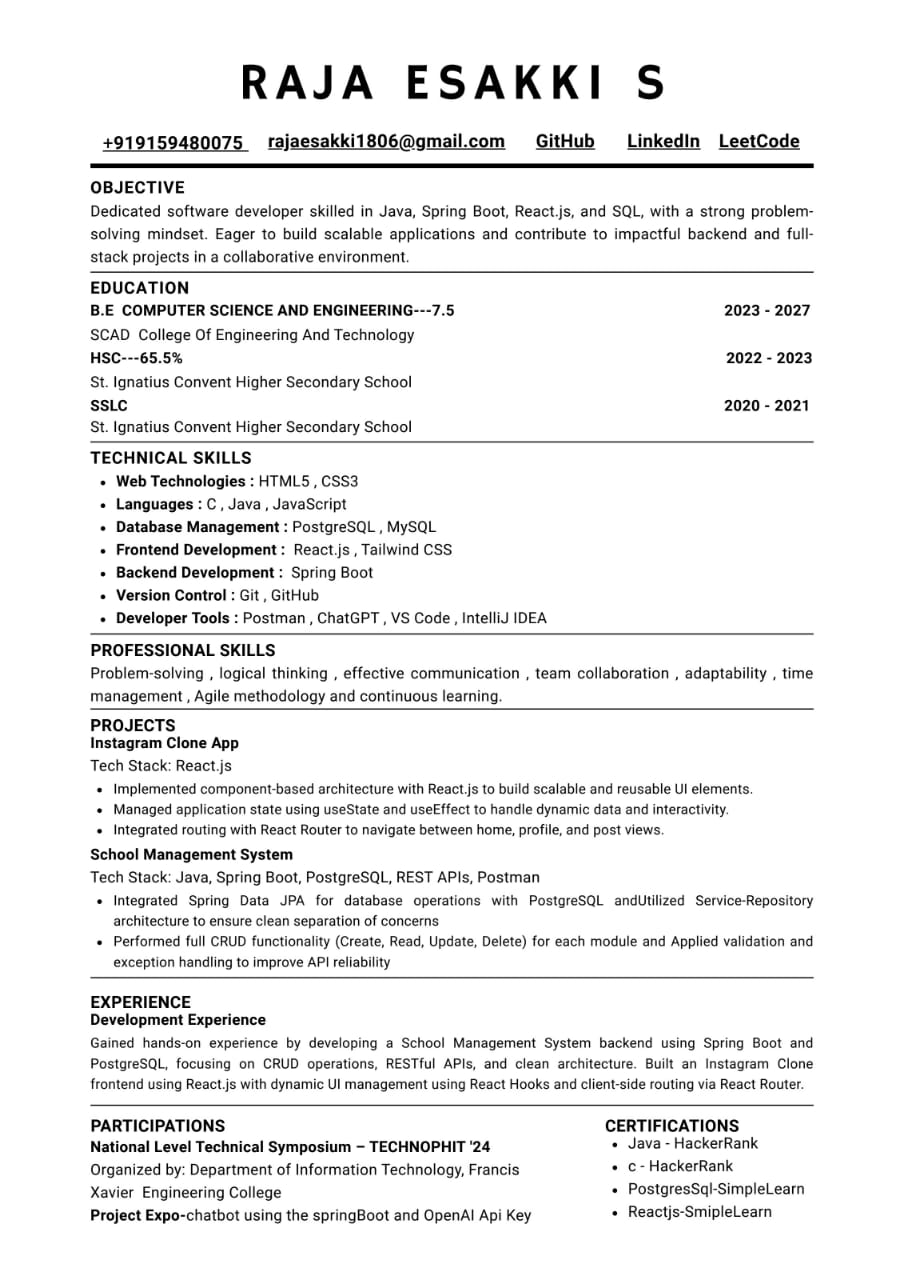 RAJA ESAKKI S
+919159480075 rajaesakki1806@gmail.com GitHub LinkedIn LeetCode
OBJECTIVE
Dedicated software developer skilled in Java, Spring Boot, React.js, and SQL, with a strong problem-
solving mindset. Eager to build scalable applications and contribute to impactful backend and full-
stack projects in a collaborative environment.
EDUCATION
B.E COMPUTER SCIENCE AND ENGINEERING---7.5 2023 - 2027
SCAD College Of Engineering And Technology
HSC---65.5% 2022 - 2023
St. Ignatius Convent Higher Secondary School
SSLC 2020 - 2021
St. Ignatius Convent Higher Secondary School
TECHNICAL SKILLS
• Web Technologies : HTML5 , CSS3
• Languages : C , Java , JavaScript
• Database Management : PostgreSQL , MySQL
• Frontend Development : React.js , Tailwind CSS
• Backend Development : Spring Boot
• Version Control : Git , GitHub
• Developer Tools : Postman , ChatGPT , VS Code , IntelliJ IDEA
PROFESSIONAL SKILLS
Problem-solving , logical thinking , effective communication , team collaboration , adaptability , time
management , Agile methodology and continuous learning.
PROJECTS
Instagram Clone App
Tech Stack: React.js
• Implemented component-based architecture with React.js to build scalable and reusable UI elements.
• Managed application state using useState and useEffect to handle dynamic data and interactivity.
• Integrated routing with React Router to navigate between home, profile, and post views.
School Management System
Tech Stack: Java, Spring Boot, PostgreSQL, REST APIs, Postman
• Integrated Spring Data JPA for database operations with PostgreSQL andUtilized Service-Repository
architecture to ensure clean separation of concerns
• Performed full CRUD functionality (Create, Read, Update, Delete) for each module and Applied validation and
exception handling to improve API reliability
EXPERIENCE
Development Experience
Gained hands-on experience by developing a School Management System backend using Spring Boot and
PostgreSQL, focusing on CRUD operations, RESTful APIs, and clean architecture. Built an Instagram Clone
frontend using React.js with dynamic UI management using React Hooks and client-side routing via React Router.
PARTICIPATIONS
National Level Technical Symposium – TECHNOPHIT '24
Organized by: Department of Information Technology, Francis
Xavier Engineering College
Project Expo-chatbot using the springBoot and OpenAI Api Key
CERTIFICATIONS
• Java - HackerRank
• c - HackerRank
• PostgresSql-SimpleLearn
• Reactjs-SmipleLearn